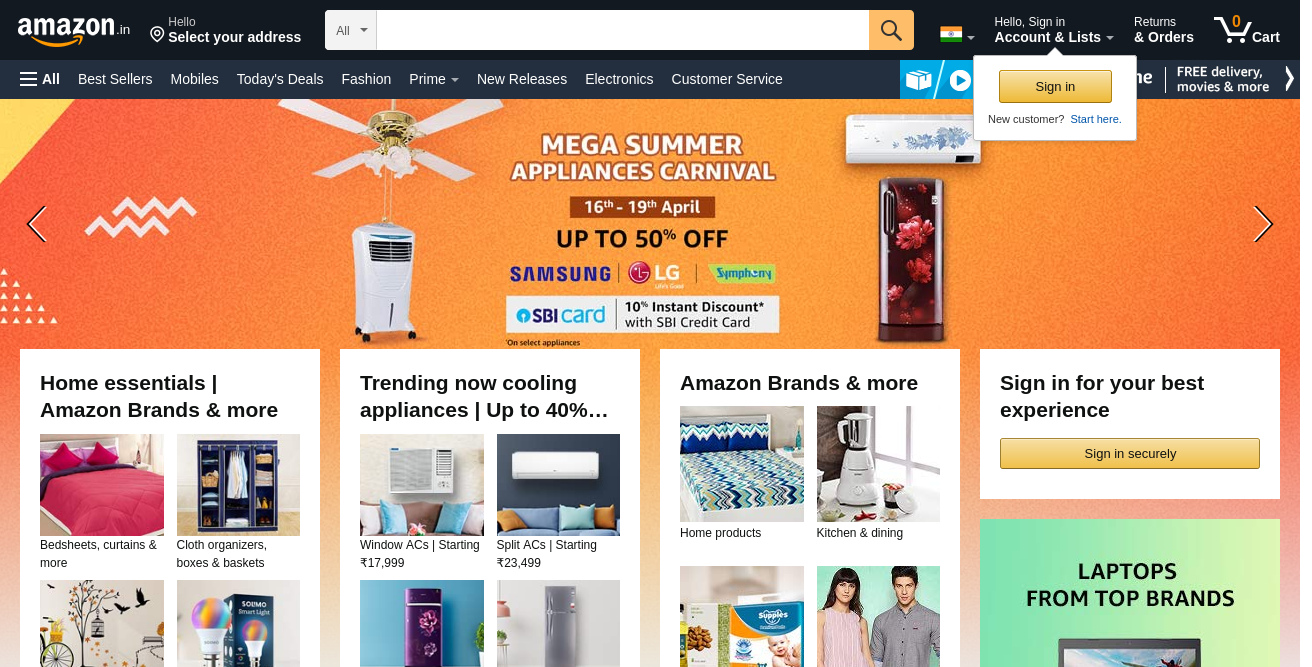 amazon.in
Hello
Select your address
All
Hello, Sign in
Account & Lists
Returns
& Orders
0
Cart
All
Best Sellers
Mobiles
Today's Deals
Fashion
Prime
New Releases
Electronics
Customer Service
FREE delivery,
movies & more
Sign in
New customer? Start here.
MEGA SUMMER
APPLIANCES CARNIVAL
16th - 19th April
UP TO 50% OFF
SAMSUNG | LG | Symphony
Life's Good
SBI card
10% Instant Discount*
with SBI Credit Card
*On select appliances
Home essentials |
Amazon Brands & more
Bedsheets, curtains &
more
Cloth organizers,
boxes & baskets
SOLIMO
Smart Light
Trending now cooling
appliances | Up to 40%…
Window ACs | Starting
₹17,999
Split ACs | Starting
₹23,499
Amazon Brands & more
Home products
Kitchen & dining
Supples
Sign in for your best
experience
Sign in securely
LAPTOPS
FROM TOP BRANDS